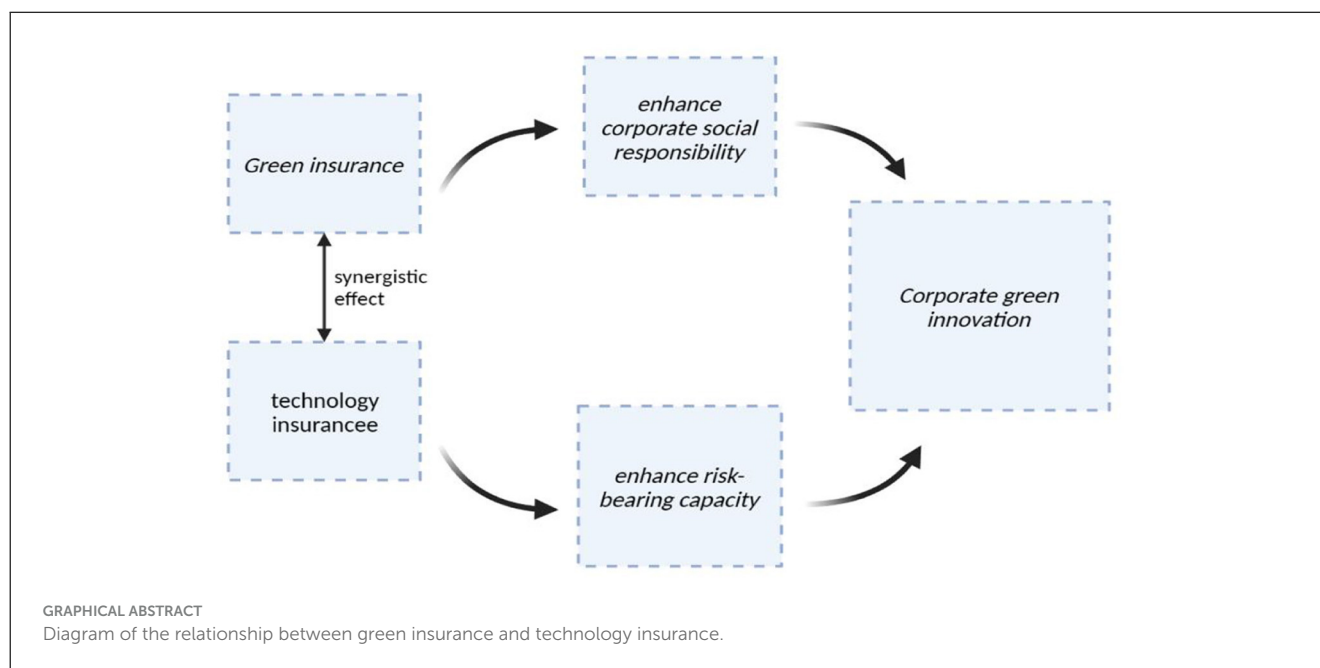 Green insurance
synergistic
effect
technology
insurancee
enhance
corporate social
responsibility
enhance risk-
bearing capacity
Corporate green
innovation
GRAPHICAL ABSTRACT
Diagram of the relationship between green insurance and technology insurance.